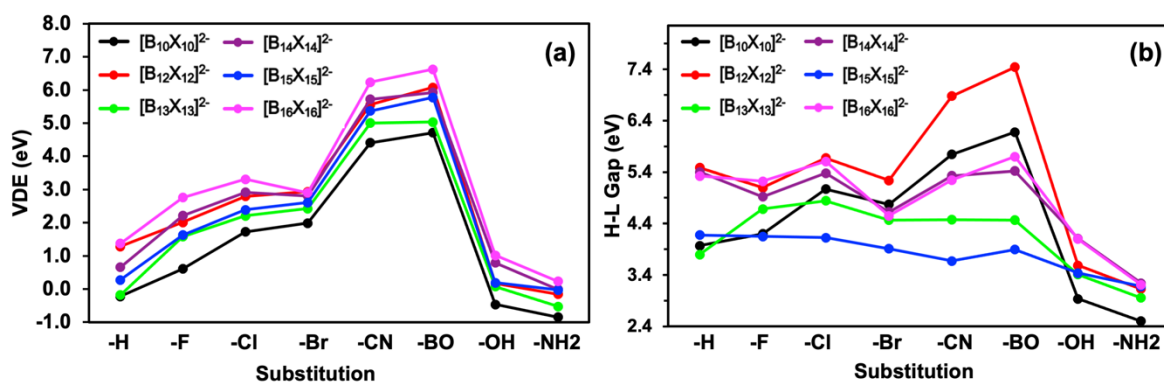 (a)
VDE (eV)
8.0
7.0
6.0
5.0
4.0
3.0
2.0
1.0
0.0
-1.0
[B₁₀X₁₀]²⁻
[B₁₂X₁₂]²⁻
[B₁₃X₁₃]²⁻
[B₁₄X₁₄]²⁻
[B₁₅X₁₅]²⁻
[B₁₆X₁₆]²⁻
-H -F -Cl -Br -CN -BO -OH -NH2
Substitution
(b)
H-L Gap (eV)
7.4
6.4
5.4
4.4
3.4
2.4
[B₁₀X₁₀]²⁻
[B₁₂X₁₂]²⁻
[B₁₃X₁₃]²⁻
[B₁₄X₁₄]²⁻
[B₁₅X₁₅]²⁻
[B₁₆X₁₆]²⁻
-H -F -Cl -Br -CN -BO -OH -NH2
Substitution